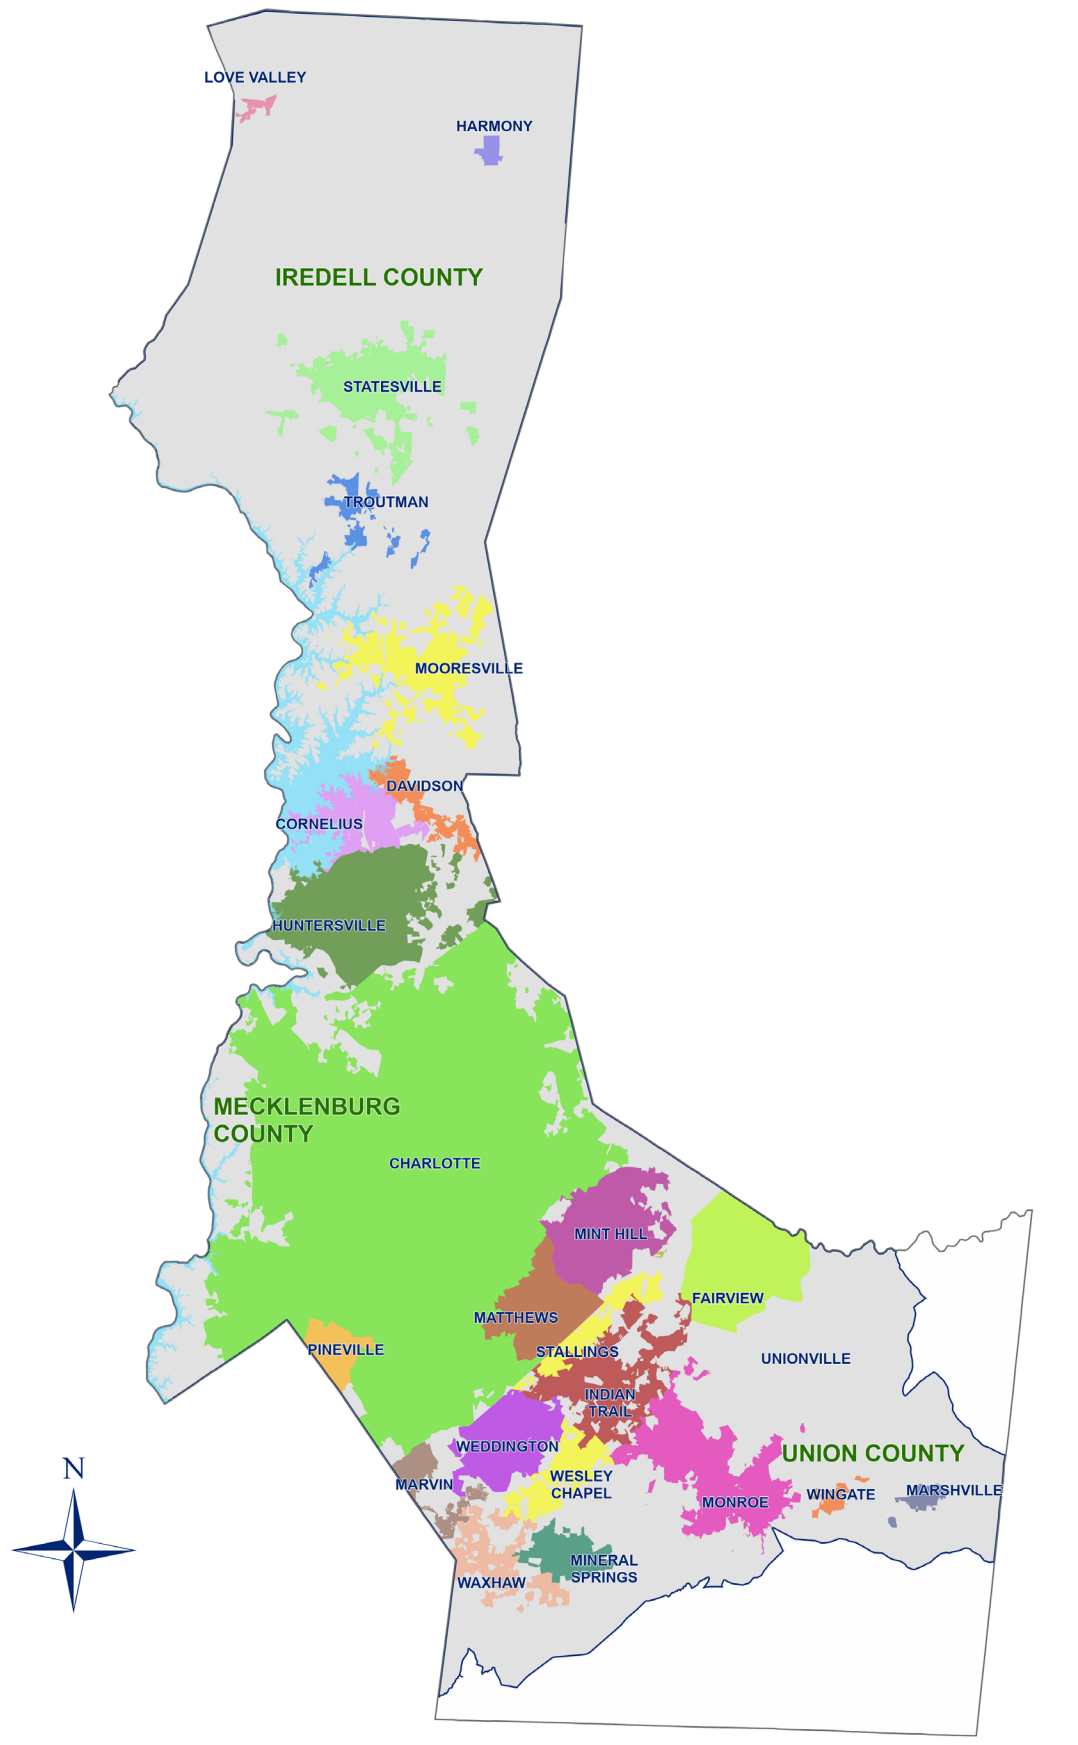 LOVE VALLEY
HARMONY
IREDELL COUNTY
STATESVILLE
TROUTMAN
MOORESVILLE
DAVIDSON
CORNELIUS
HUNTERSVILLE
MECKLENBURG
COUNTY
CHARLOTTE
MINT HILL
FAIRVIEW
MATTHEWS
PINEVILLE
STALLINGS
UNIONVILLE
INDIAN
TRAIL
WEDDINGTON
UNION COUNTY
N
MARVIN
WESLEY
CHAPEL
MONROE
WINGATE
MARSHVILLE
MINERAL
SPRINGS
WAXHAW